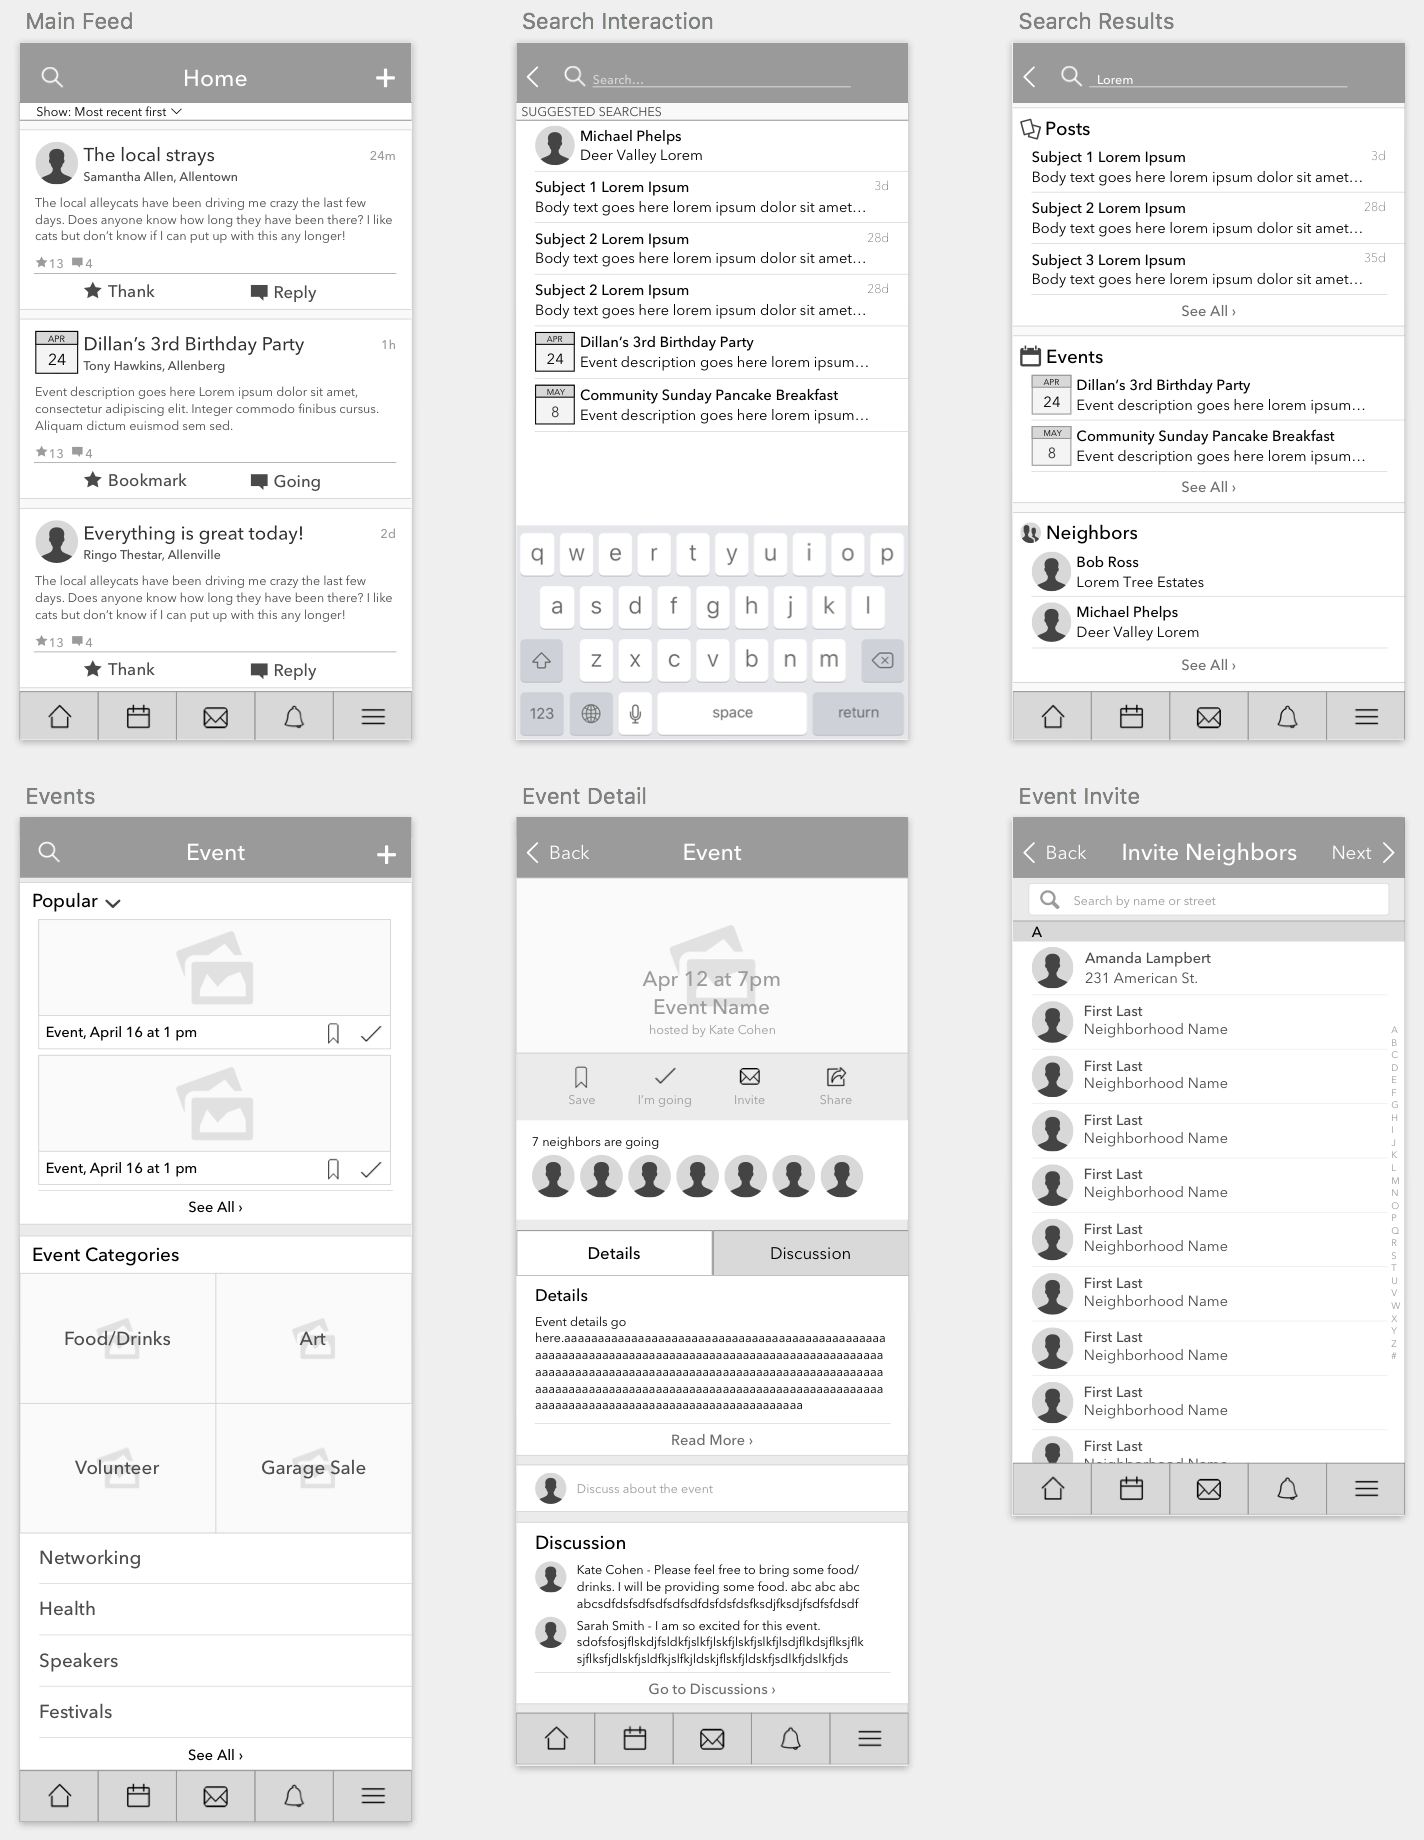 Main Feed
Home
Show: Most recent first
The local strays
24m
Samantha Allen, Allentown
The local alleycats have been driving me crazy the last few
days. Does anyone know how long they have been there? I like
cats but don't know if I can put up with this any longer!
13 4
Thank
Reply
APR
24
Dillan's 3rd Birthday Party
1h
Tony Hawkins, Allenberg
Event description goes here Lorem ipsum dolor sit amet,
consectetur adipiscing elit. Integer commodo finibus cursus.
Aliquam dictum euismod sem sed.
13 4
Bookmark
Going
Everything is great today!
2d
Ringo Thestar, Allenville
The local alleycats have been driving me crazy the last few
days. Does anyone know how long they have been there? I like
cats but don't know if I can put up with this any longer!
13 4
Thank
Reply
Search Interaction
Search...
SUGGESTED SEARCHES
Michael Phelps
Deer Valley Lorem
Subject 1 Lorem Ipsum
3d
Body text goes here lorem ipsum dolor sit amet...
Subject 2 Lorem Ipsum
28d
Body text goes here lorem ipsum dolor sit amet...
Subject 2 Lorem Ipsum
28d
Body text goes here lorem ipsum dolor sit amet...
APR
24
Dillan's 3rd Birthday Party
Event description goes here lorem ipsum...
MAY
8
Community Sunday Pancake Breakfast
Event description goes here lorem ipsum...
q w e r t y u i o p
a s d f g h j k l
z x c v b n m
123 space return
Search Results
Lorem
Posts
Subject 1 Lorem Ipsum
3d
Body text goes here lorem ipsum dolor sit amet...
Subject 2 Lorem Ipsum
28d
Body text goes here lorem ipsum dolor sit amet...
Subject 3 Lorem Ipsum
35d
Body text goes here lorem ipsum dolor sit amet...
See All ›
Events
APR
24
Dillan's 3rd Birthday Party
Event description goes here lorem ipsum...
MAY
8
Community Sunday Pancake Breakfast
Event description goes here lorem ipsum...
See All ›
Neighbors
Bob Ross
Lorem Tree Estates
Michael Phelps
Deer Valley Lorem
See All ›
Events
Event
Popular
Event, April 16 at 1 pm
Event, April 16 at 1 pm
See All ›
Event Categories
Food/Drinks
Art
Volunteer
Garage Sale
Networking
Health
Speakers
Festivals
See All ›
Event Detail
Back
Event
Apr 12 at 7pm
Event Name
hosted by Kate Cohen
Save
I'm going
Invite
Share
7 neighbors are going
Details
Discussion
Details
Event details go
Read More ›
Discuss about the event
Discussion
Kate Cohen - Please feel free to bring some food/
drinks. I will be providing some food. abc abc abc
Sarah Smith - I am so excited for this event.
Go to Discussions ›
Event Invite
Back
Invite Neighbors
Next
Search by name or street
A
Amanda Lampbert
231 American St.
First Last
Neighborhood Name
First Last
Neighborhood Name
First Last
Neighborhood Name
First Last
Neighborhood Name
First Last
Neighborhood Name
First Last
Neighborhood Name
First Last
Neighborhood Name
First Last
Neighborhood Name
First Last
A
B
C
D
E
F
G
H
I
J
K
L
M
N
O
P
Q
R
S
T
U
V
W
X
Y
Z
#